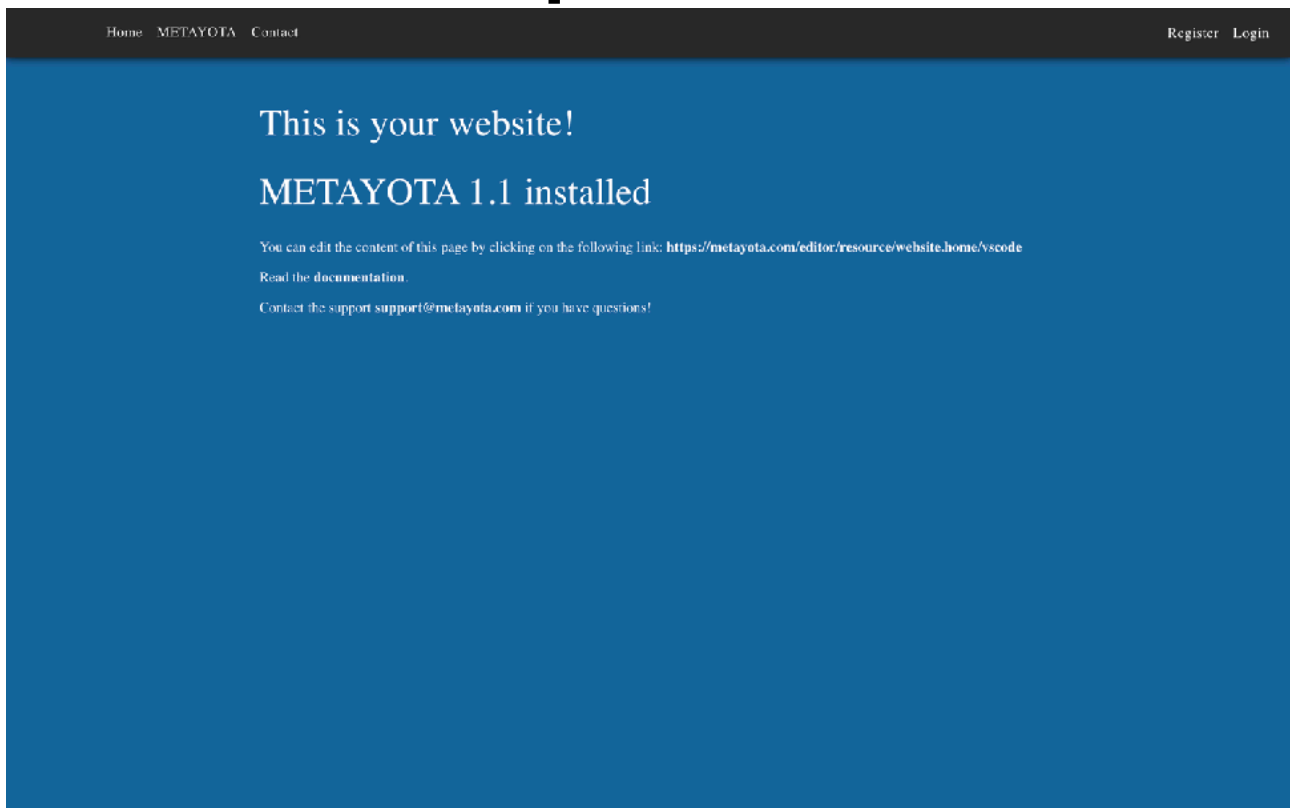 Home METAYOTA Contact Register Login
This is your website!
METAYOTA 1.1 installed
You can edit the content of this page by clicking on the following link: https://metayota.com/editor/resource/website.home/vscode
Read the documentation.
Contact the support support@metayota.com if you have questions!